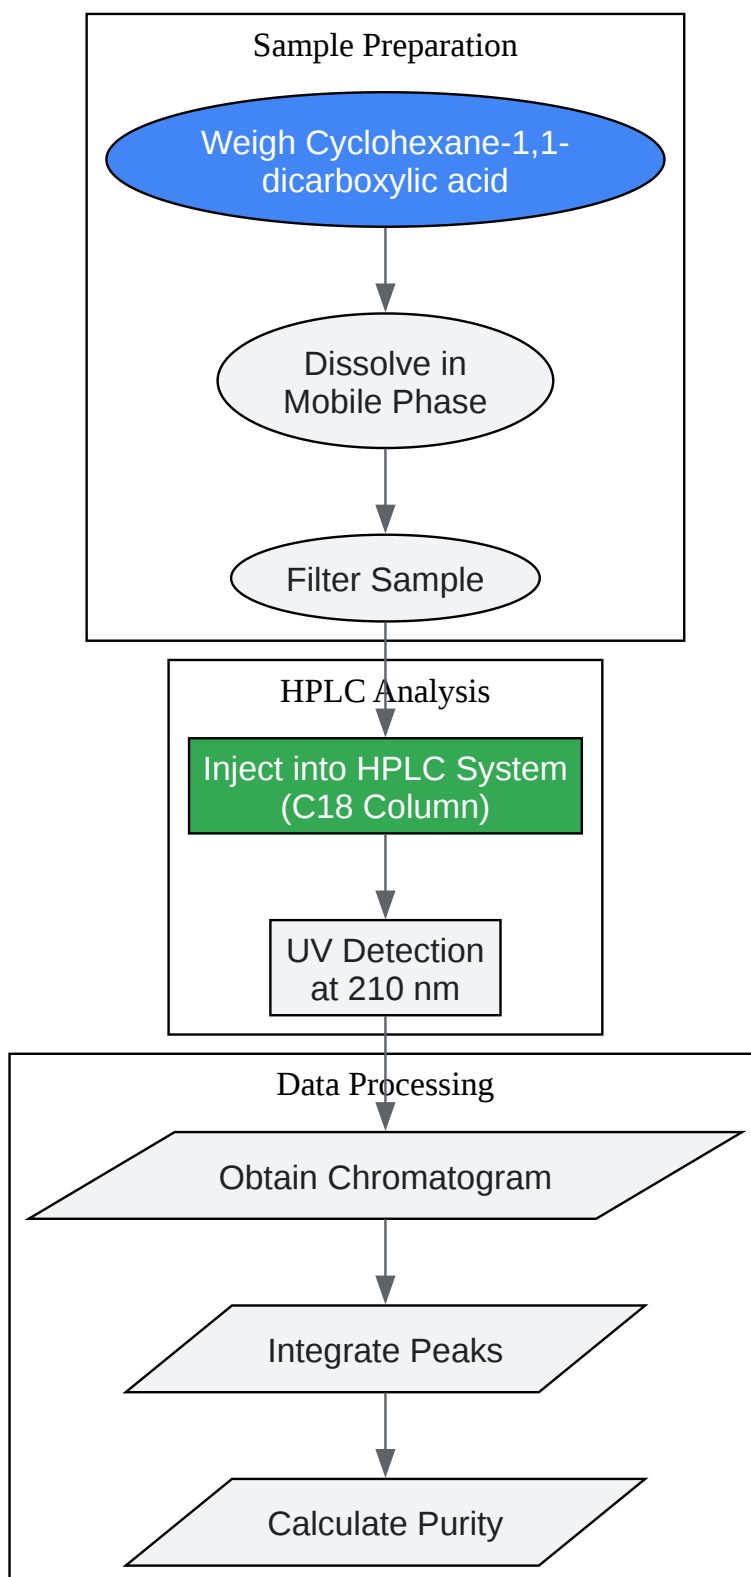 Sample Preparation
Weigh Cyclohexane-1,1-
dicarboxylic acid
Dissolve in
Mobile Phase
Filter Sample
HPLC Analysis
Inject into HPLC System
(C18 Column)
UV Detection
at 210 nm
Data Processing
Obtain Chromatogram
Integrate Peaks
Calculate Purity